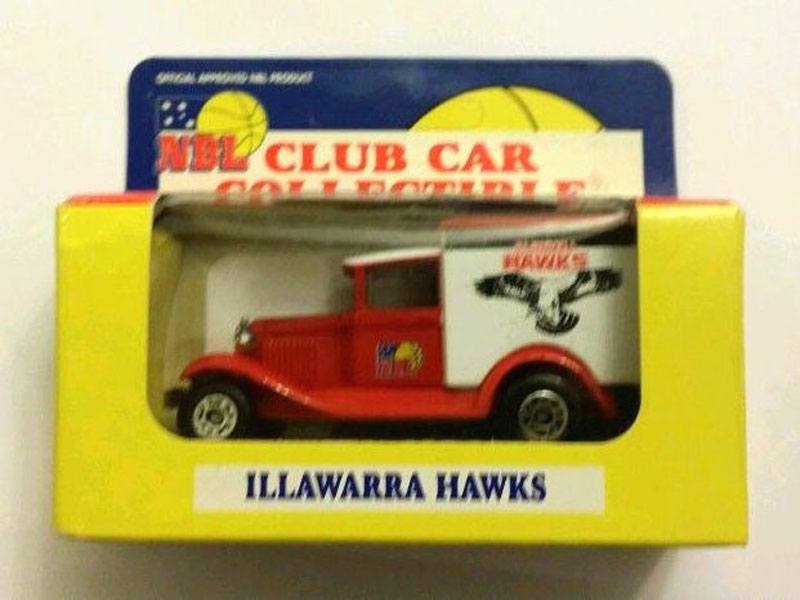 OFFICIAL APPROVED NBL PRODUCT
NBL CLUB CAR
COLLECTIBLE
HAWKS
ILLAWARRA HAWKS